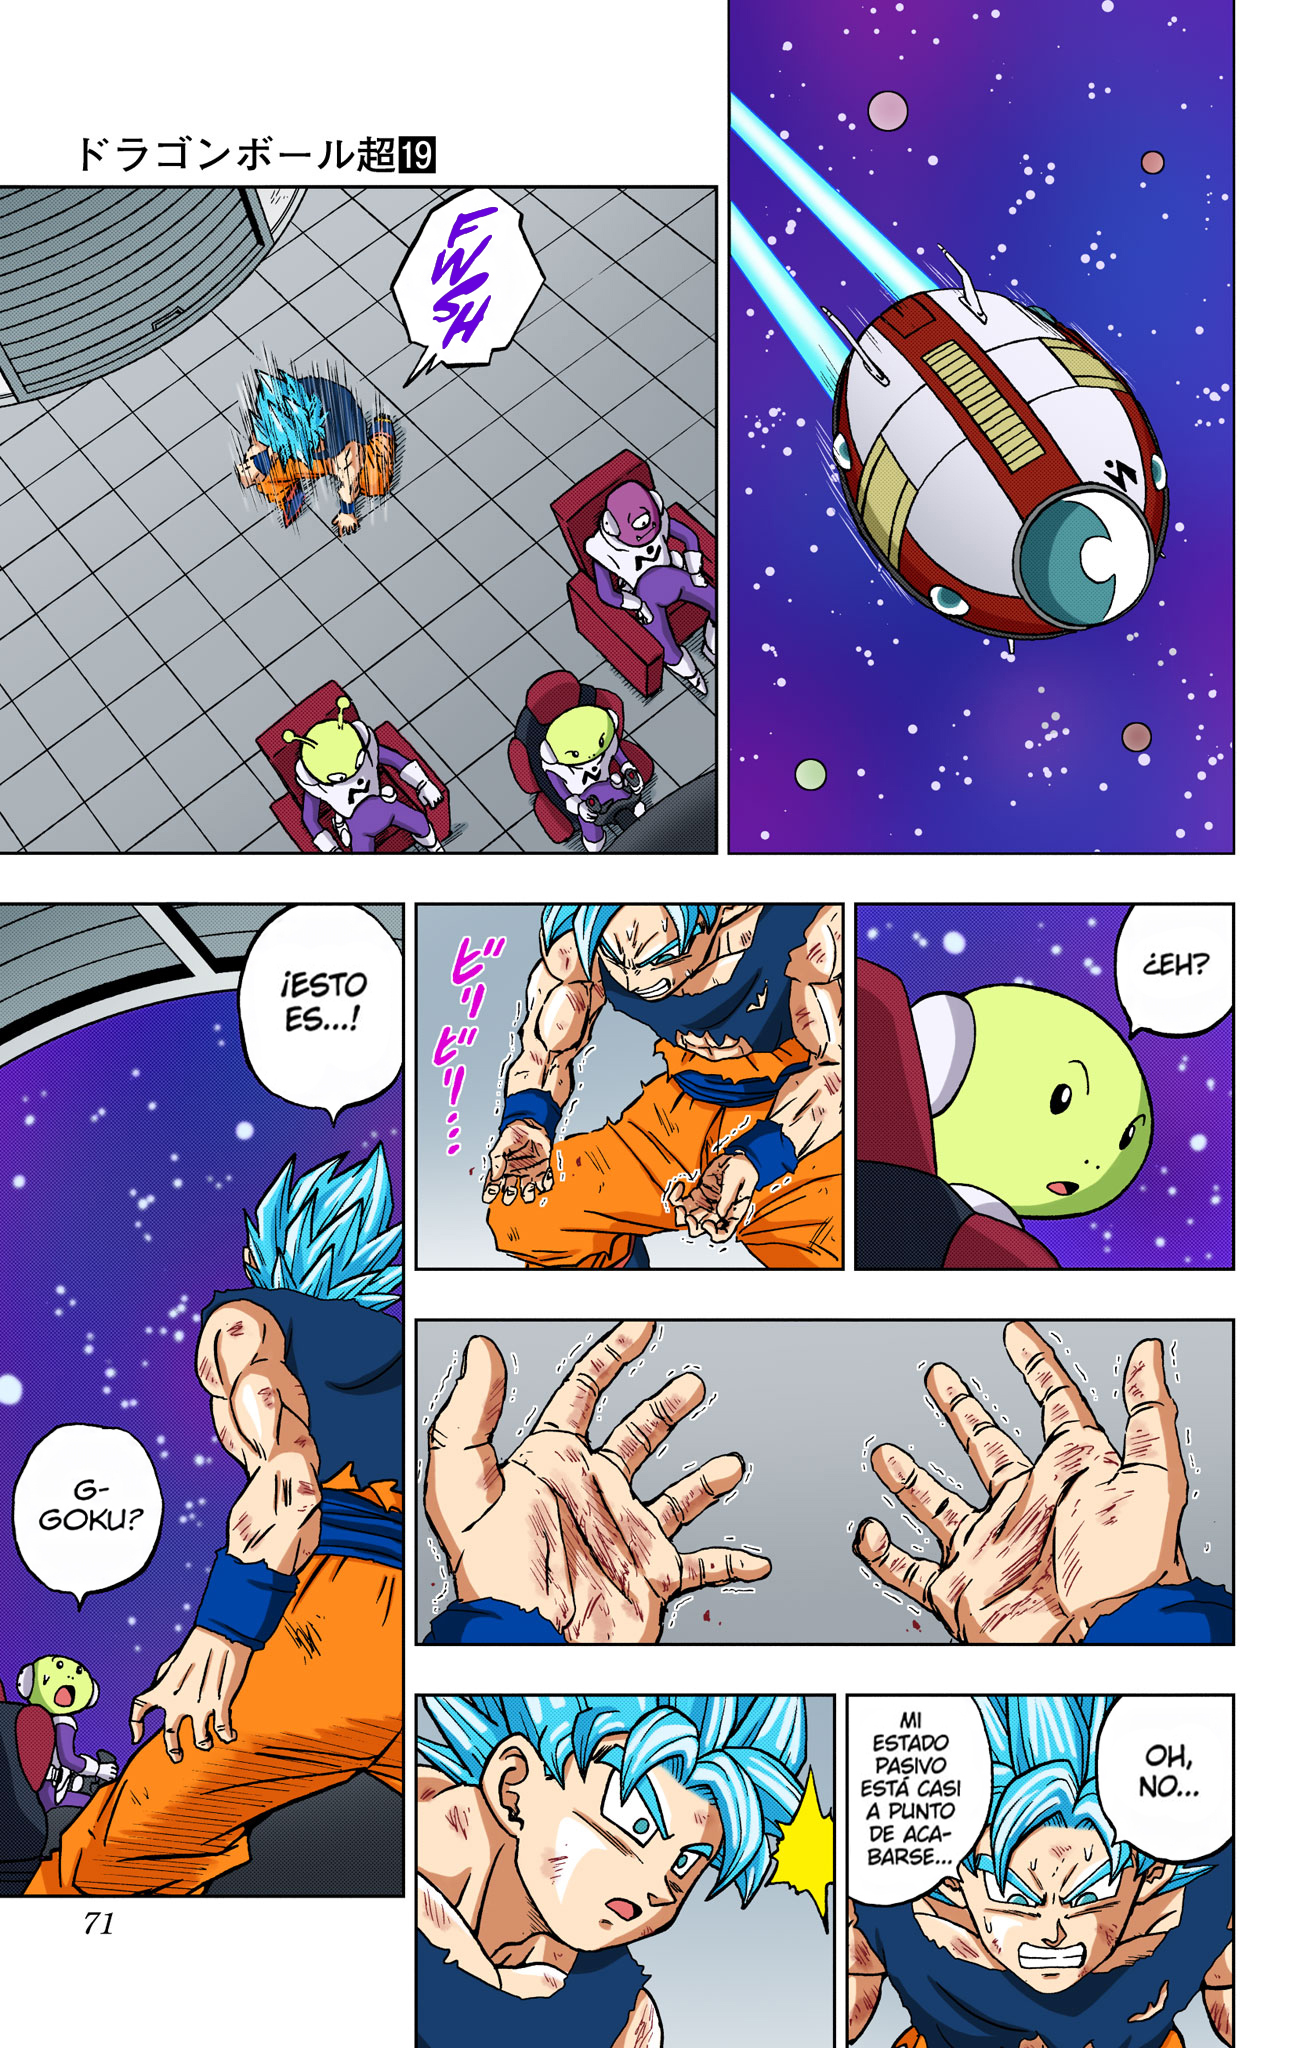 ドラゴンボール超19
FWSH
¿EH?
ビリビリ…
¡ESTO
ES...!
G-
GOKU?
OH,
NO...
MI
ESTADO
PASIVO
ESTÁ CASI
A PUNTO
DE ACA-
BARSE...
71